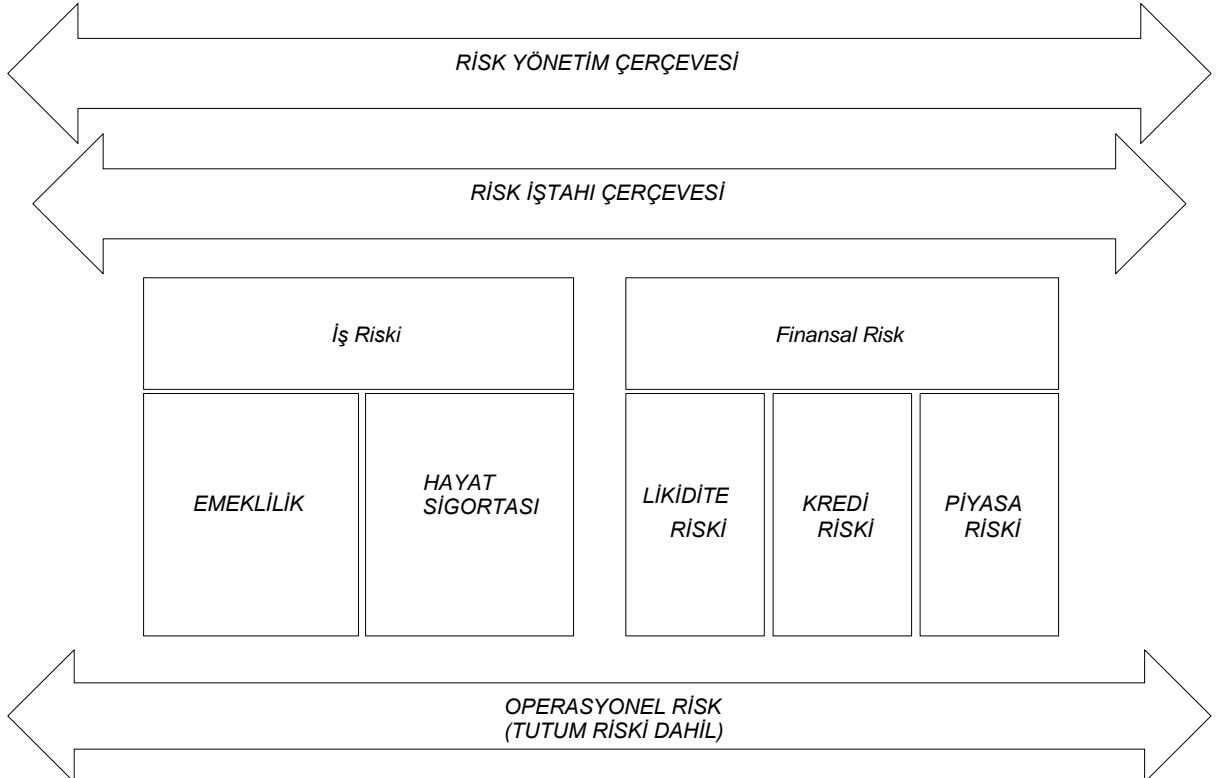 RİSK YÖNETİM ÇERÇEVESİ
RİSK İŞTAHI ÇERÇEVESİ
İş Riski
Finansal Risk
EMEKLİLİK
HAYAT
SİGORTASI
LİKİDİTE
RİSKİ
KREDİ
RİSKİ
PİYASA
RİSKİ
OPERASYONEL RİSK
(TUTUM RİSKİ DAHİL)